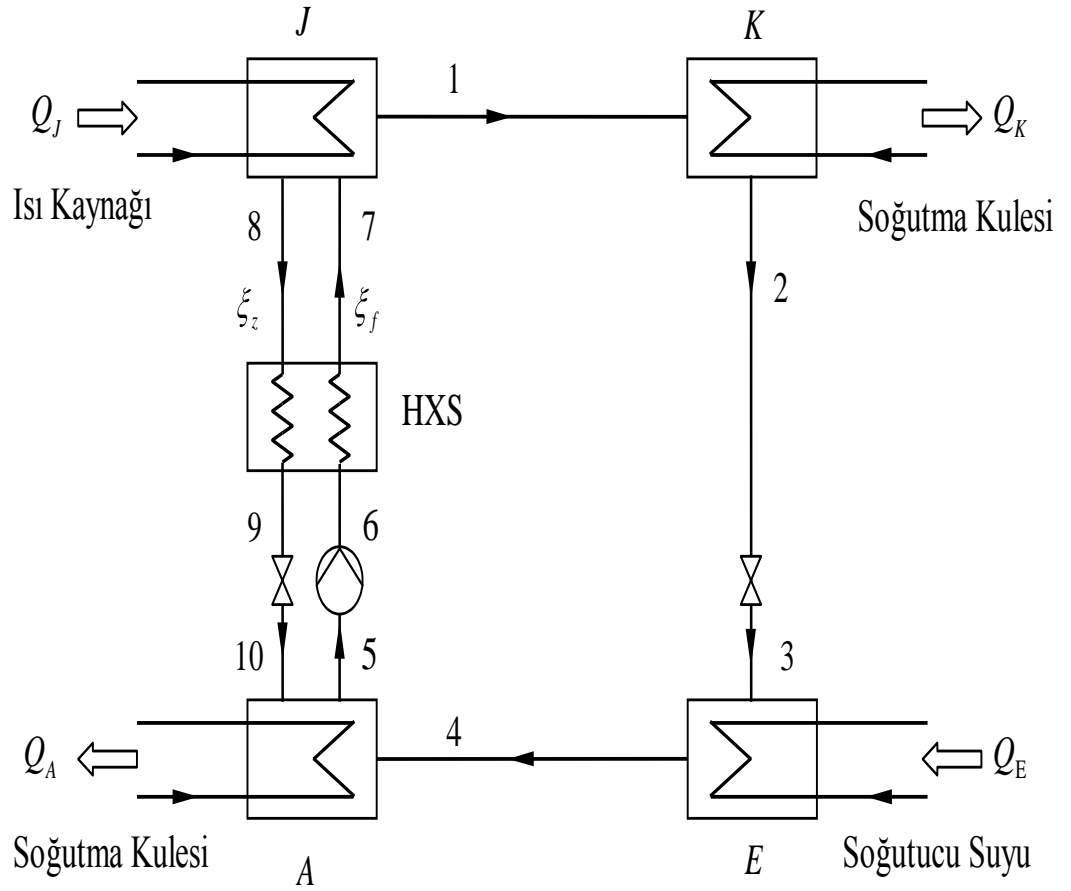 J
K
1
Q_J
Q_K
Isı Kaynağı
Soğutma Kulesi
8
7
2
ξ_z
ξ_f
HXS
9
6
10
5
3
4
Q_A
Q_E
Soğutma Kulesi
Soğutucu Suyu
A
E